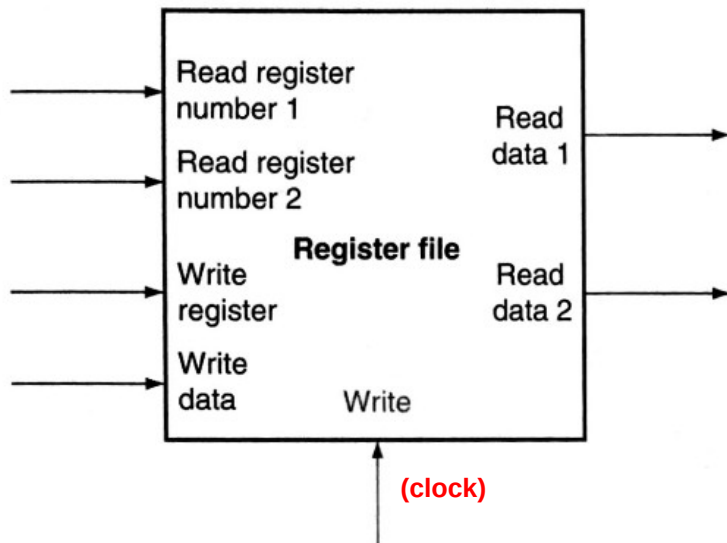 Read register
number 1
Read
data 1
Read register
number 2
Register file
Write
register
Read
data 2
Write
data
Write
(clock)